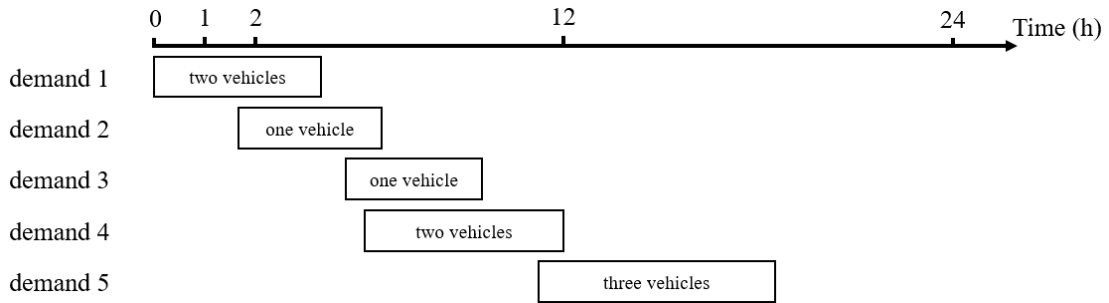 0 1 2 12 24 Time (h)
demand 1 two vehicles
demand 2 one vehicle
demand 3 one vehicle
demand 4 two vehicles
demand 5 three vehicles